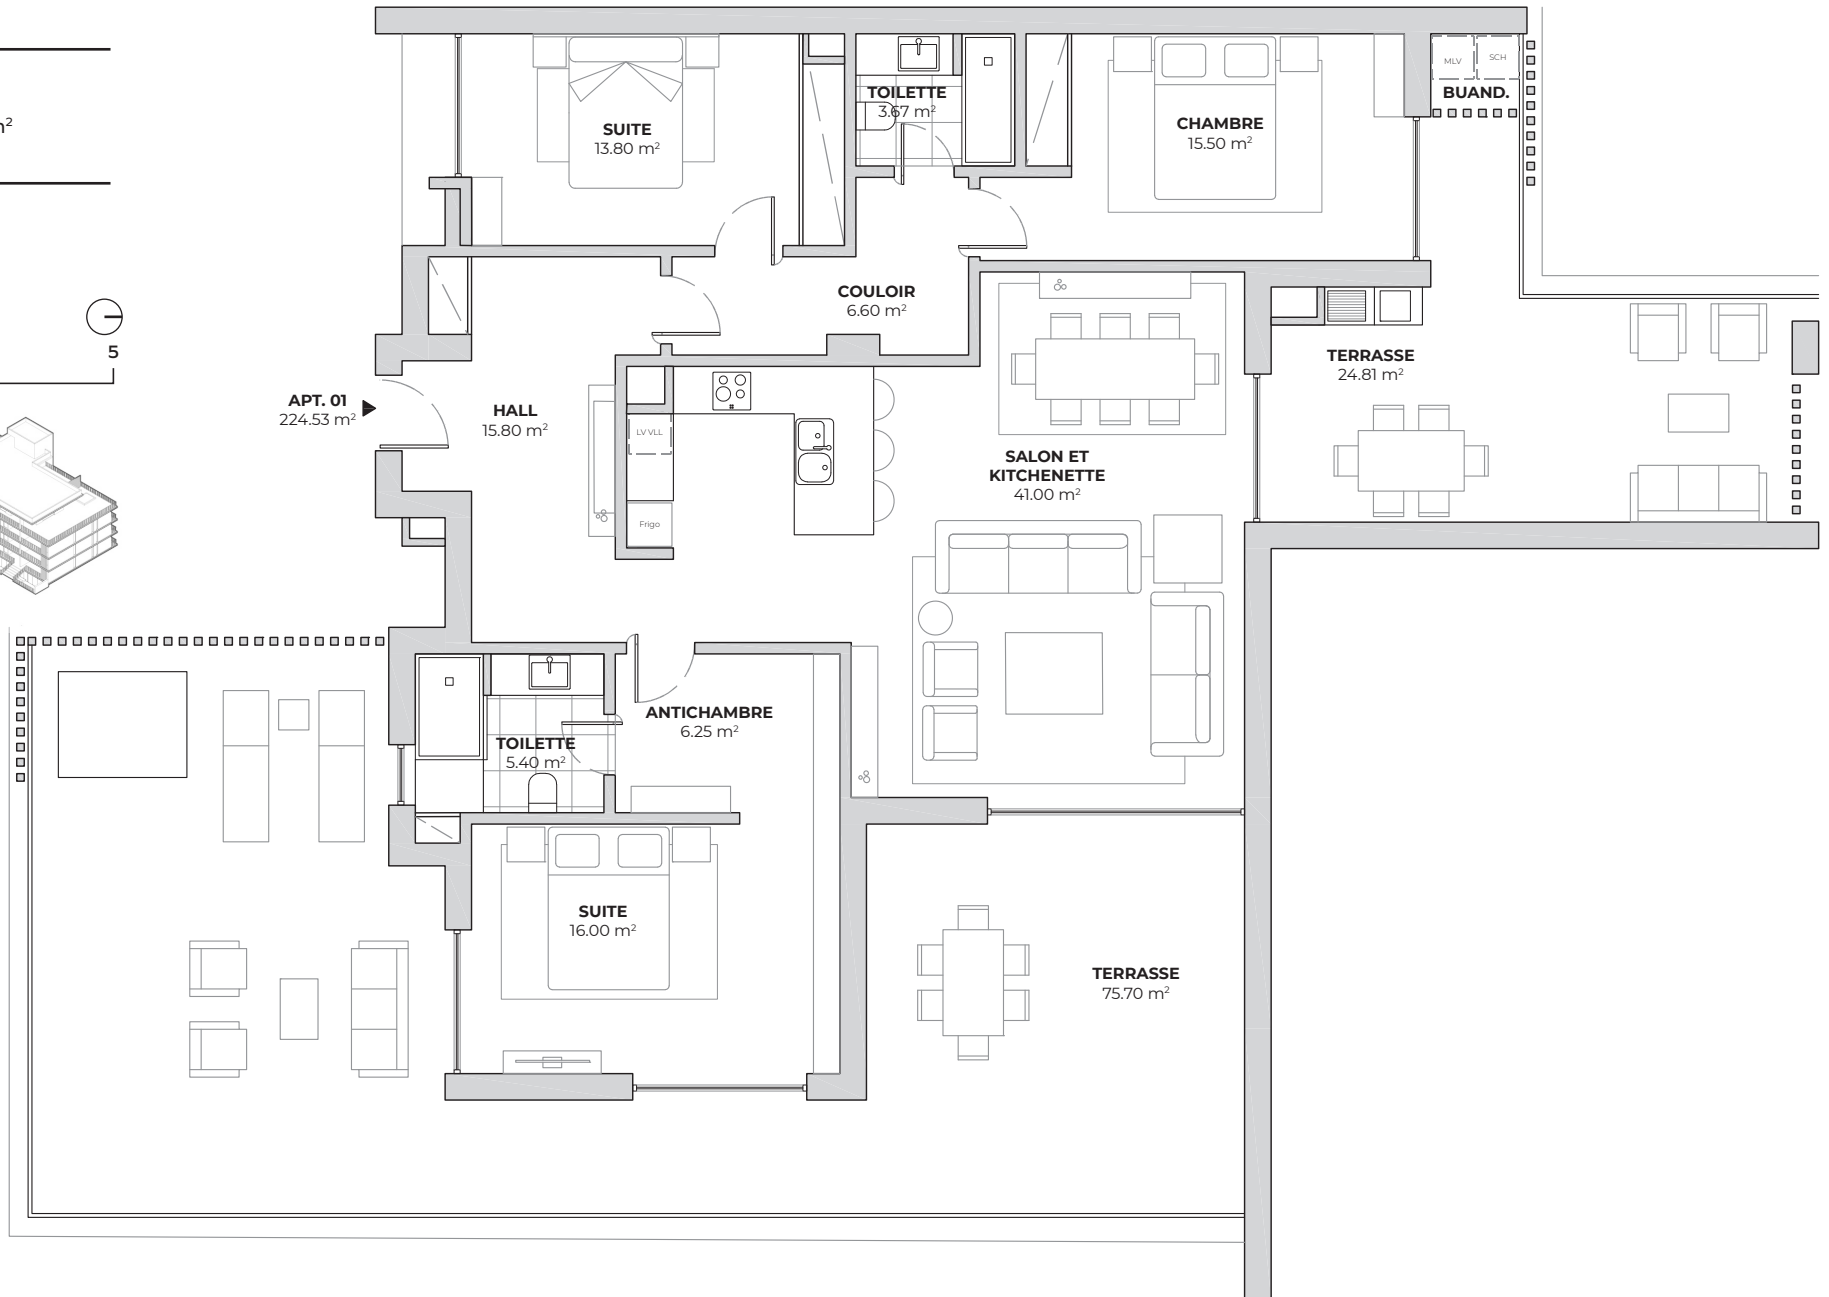 m²
5
APT. 01
224.53 m²
SUITE
13.80 m²
TOILETTE
3.67 m²
CHAMBRE
15.50 m²
MLV
SCH
BUAND.
COULOIR
6.60 m²
HALL
15.80 m²
LV VLL
Frigo
SALON ET
KITCHENETTE
41.00 m²
TERRASSE
24.81 m²
ANTICHAMBRE
6.25 m²
TOILETTE
5.40 m²
SUITE
16.00 m²
TERRASSE
75.70 m²